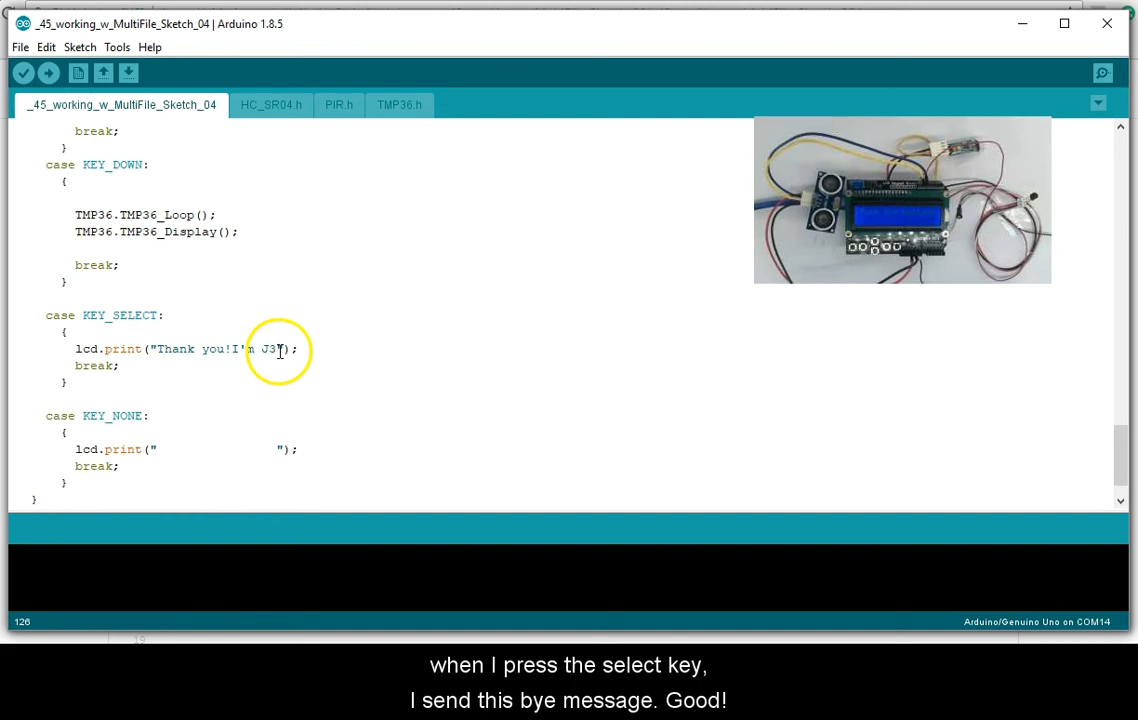 _45_working_w_MultiFile_Sketch_04 | Arduino 1.8.5
File Edit Sketch Tools Help
_45_working_w_MultiFile_Sketch_04 HC_SR04.h PIR.h TMP36.h
break;
}
case KEY_DOWN:
{
TMP36.TMP36_Loop();
TMP36.TMP36_Display();
break;
}
case KEY_SELECT:
{
lcd.print("Thank you!I'm J3");
break;
}
case KEY_NONE:
{
lcd.print("                ");
break;
}
}
126
Arduino/Genuino Uno on COM14
19
when I press the select key,
I send this bye message. Good!